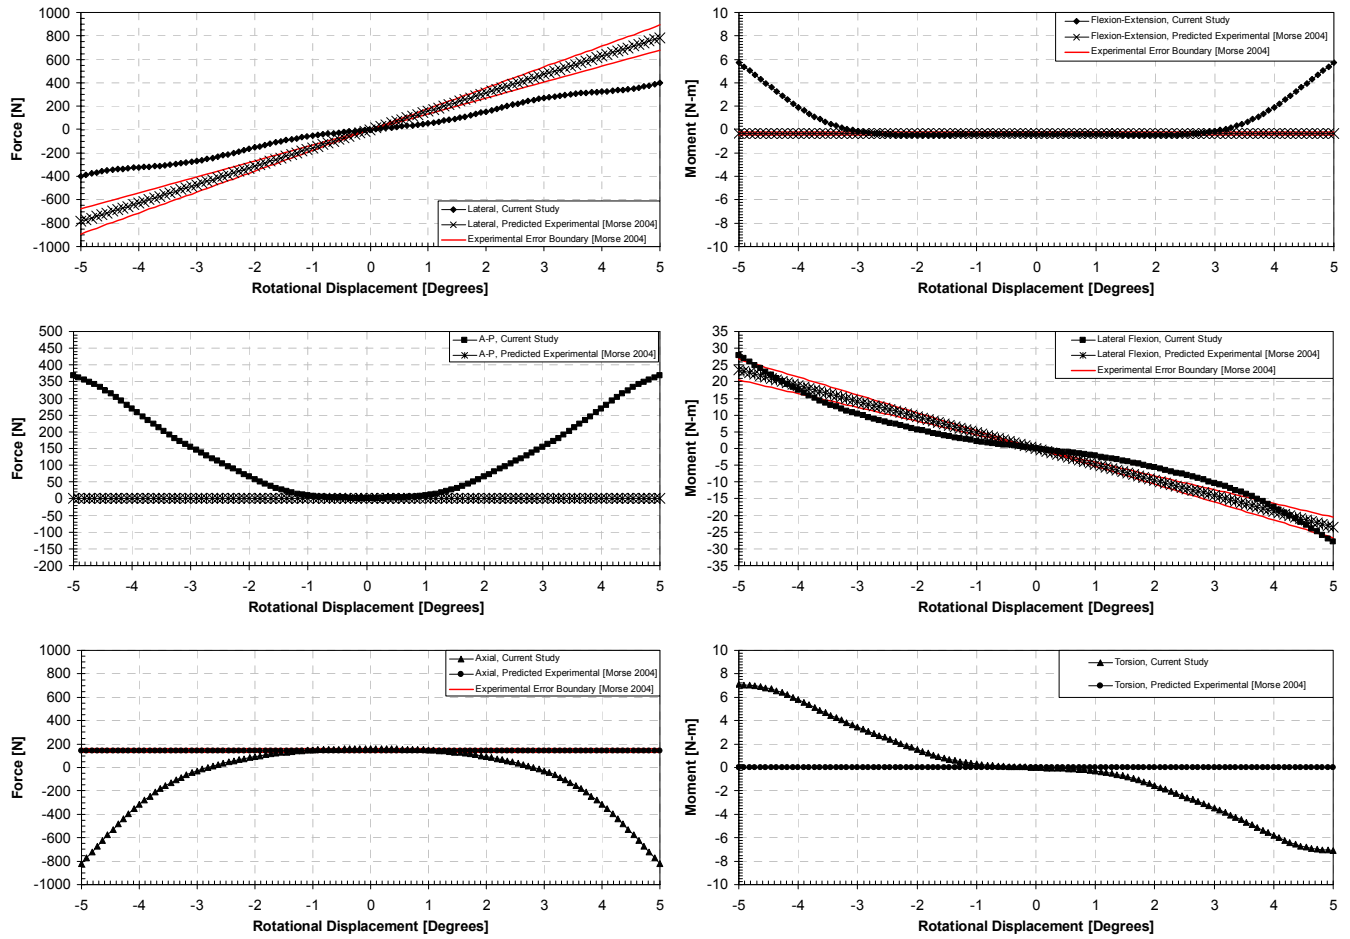 1000
800
600
400
200
0
-200
-400
-600
-800
-1000
Force [N]
Lateral, Current Study
Lateral, Predicted Experimental [Morse 2004]
Experimental Error Boundary [Morse 2004]
-5 -4 -3 -2 -1 0 1 2 3 4 5
Rotational Displacement [Degrees]
10
8
6
4
2
0
-2
-4
-6
-8
-10
Moment [N-m]
Flexion-Extension, Current Study
Flexion-Extension, Predicted Experimental [Morse 2004]
Experimental Error Boundary [Morse 2004]
-5 -4 -3 -2 -1 0 1 2 3 4 5
Rotational Displacement [Degrees]
500
450
400
350
300
250
200
150
100
50
0
-50
-100
-150
-200
Force [N]
A-P, Current Study
A-P, Predicted Experimental [Morse 2004]
-5 -4 -3 -2 -1 0 1 2 3 4 5
Rotational Displacement [Degrees]
35
30
25
20
15
10
5
0
-5
-10
-15
-20
-25
-30
-35
Moment [N-m]
Lateral Flexion, Current Study
Lateral Flexion, Predicted Experimental [Morse 2004]
Experimental Error Boundary [Morse 2004]
-5 -4 -3 -2 -1 0 1 2 3 4 5
Rotational Displacement [Degrees]
1000
800
600
400
200
0
-200
-400
-600
-800
-1000
Force [N]
Axial, Current Study
Axial, Predicted Experimental [Morse 2004]
Experimental Error Boundary [Morse 2004]
-5 -4 -3 -2 -1 0 1 2 3 4 5
Rotational Displacement [Degrees]
10
8
6
4
2
0
-2
-4
-6
-8
-10
Moment [N-m]
Torsion, Current Study
Torsion, Predicted Experimental [Morse 2004]
-5 -4 -3 -2 -1 0 1 2 3 4 5
Rotational Displacement [Degrees]